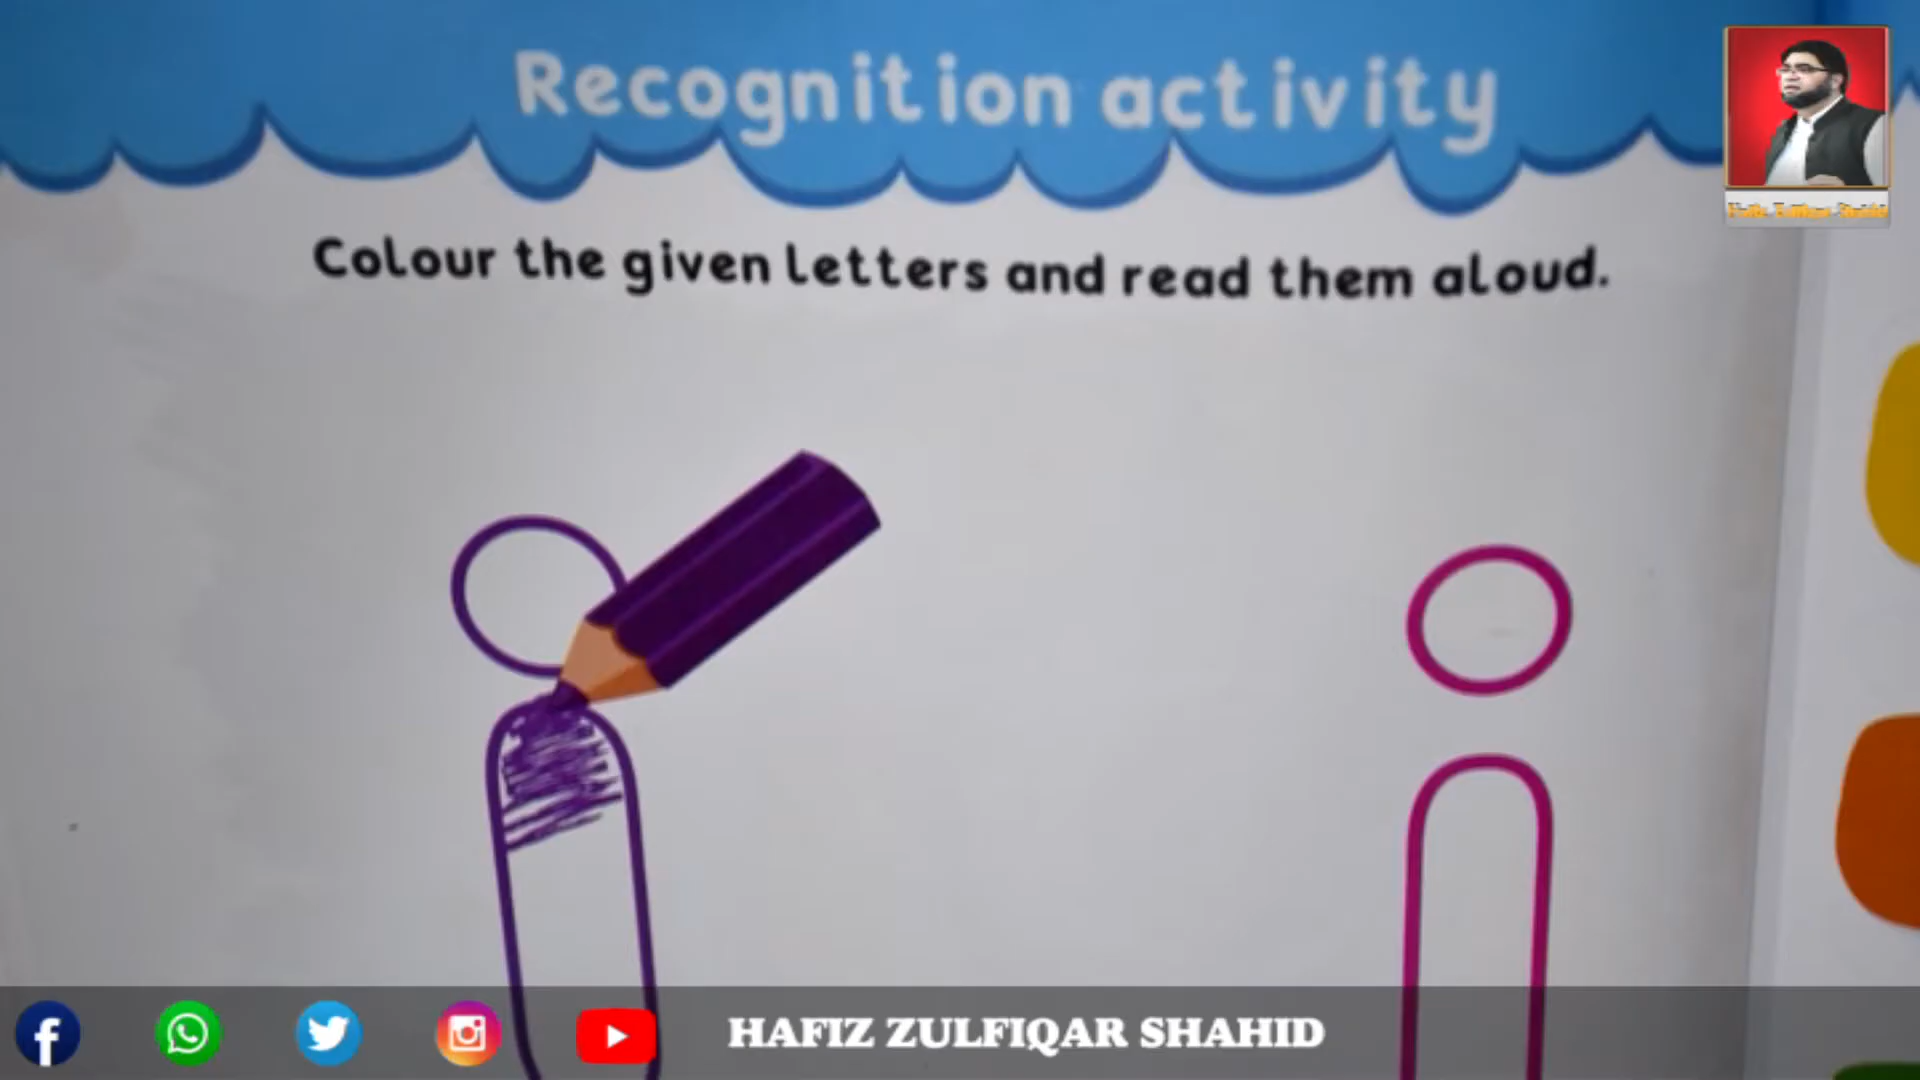 Recognition activity
Colour the given letters and read them aloud.
i i
HAFIZ ZULFIQAR SHAHID